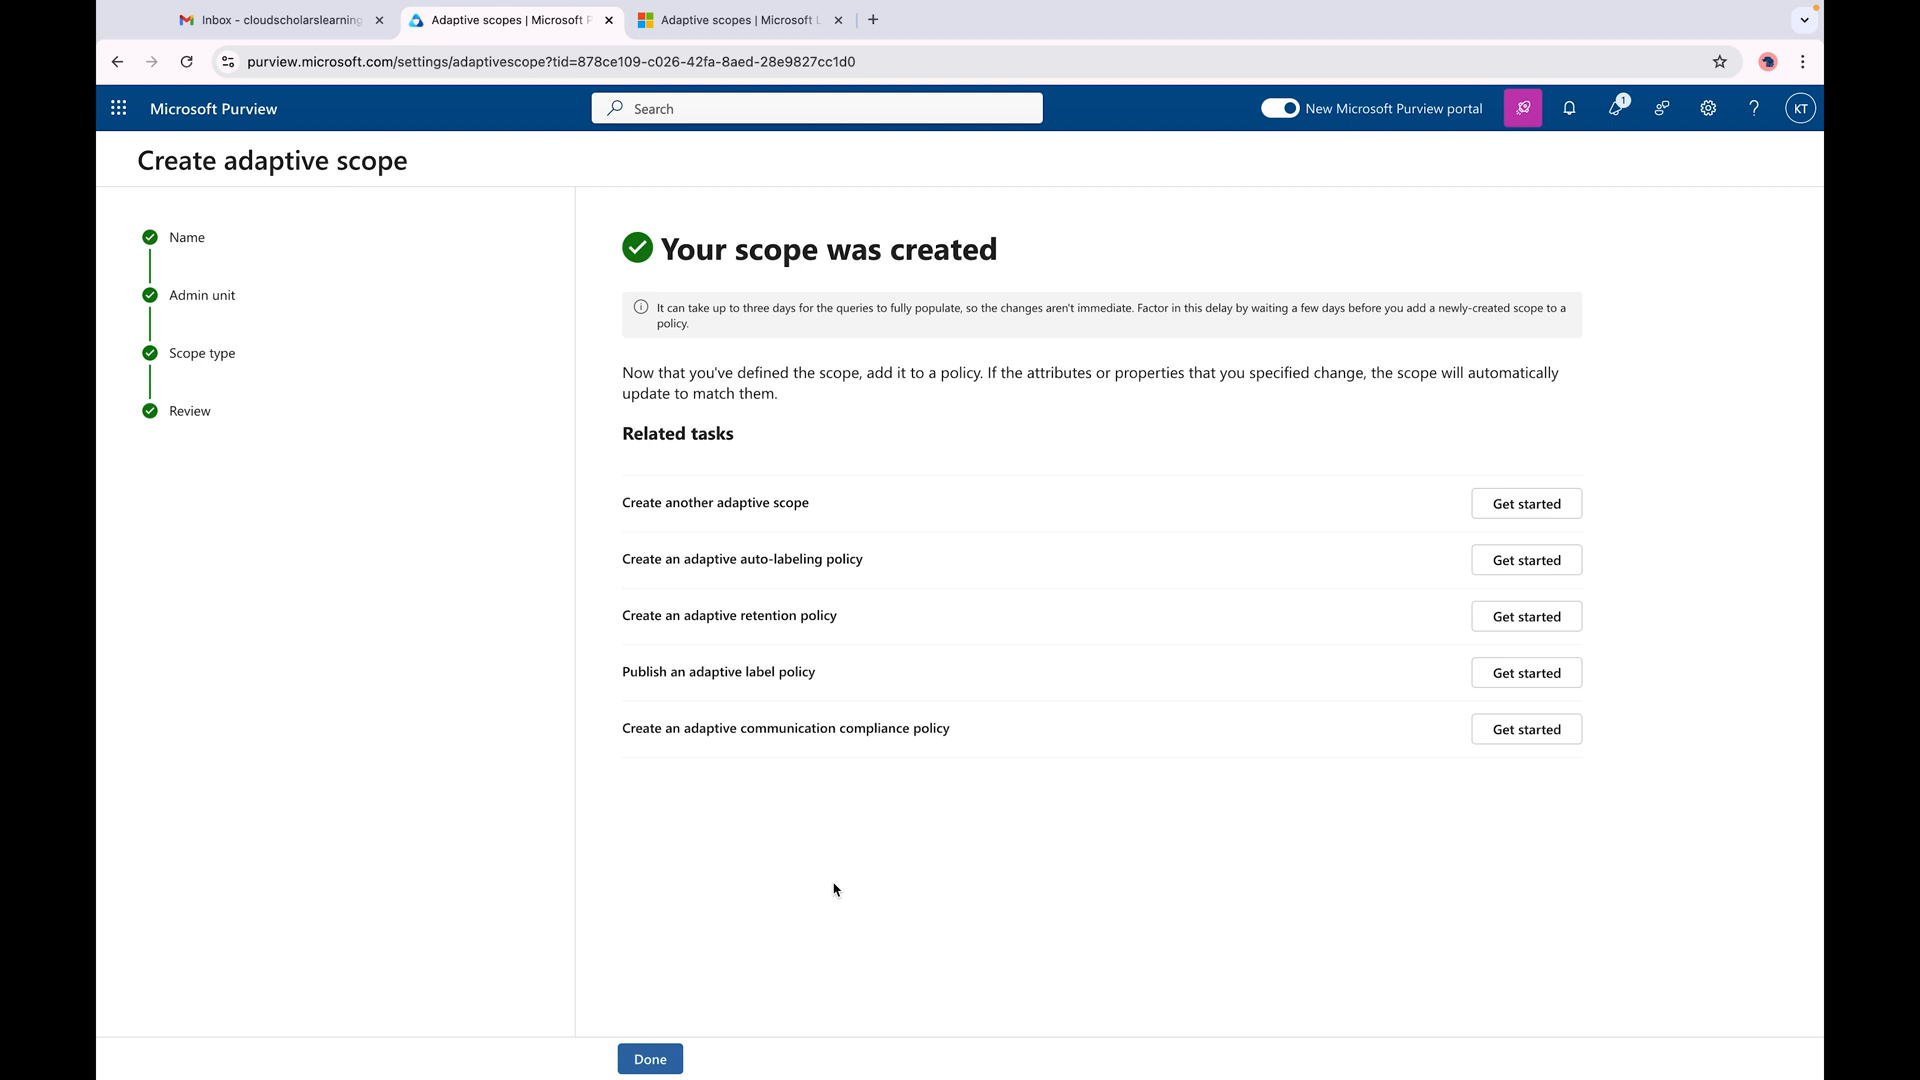 Inbox - cloudscholarslearning
Adaptive scopes | Microsoft P
Adaptive scopes | Microsoft L
purview.microsoft.com/settings/adaptivescope?tid=878ce109-c026-42fa-8aed-28e9827cc1d0
Microsoft Purview
Search
New Microsoft Purview portal
1
KT
Create adaptive scope
Name
Admin unit
Scope type
Review
Your scope was created
It can take up to three days for the queries to fully populate, so the changes aren't immediate. Factor in this delay by waiting a few days before you add a newly-created scope to a
policy.
Now that you've defined the scope, add it to a policy. If the attributes or properties that you specified change, the scope will automatically
update to match them.
Related tasks
Create another adaptive scope
Get started
Create an adaptive auto-labeling policy
Get started
Create an adaptive retention policy
Get started
Publish an adaptive label policy
Get started
Create an adaptive communication compliance policy
Get started
Done